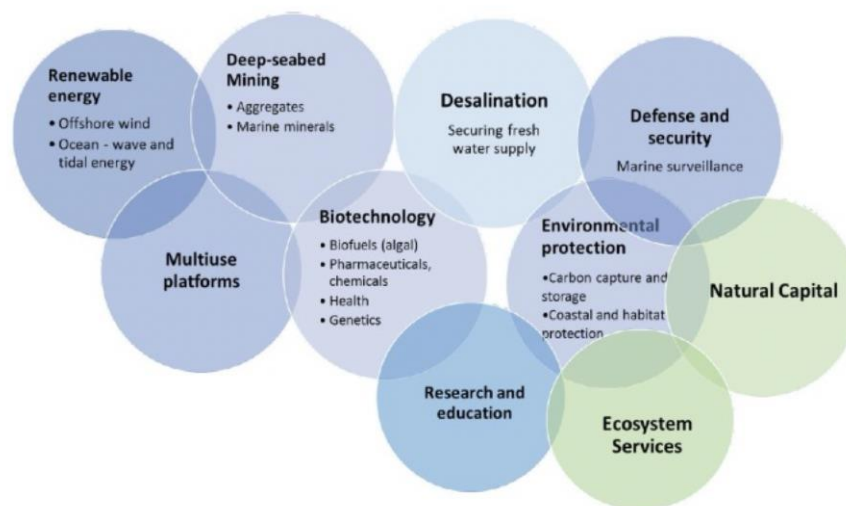 Renewable
energy
• Offshore wind
• Ocean - wave and
tidal energy
Deep-seabed
Mining
• Aggregates
• Marine minerals
Desalination
Securing fresh
water supply
Defense and
security
Marine surveillance
Multiuse
platforms
Biotechnology
• Biofuels (algal)
• Pharmaceuticals,
chemicals
• Health
• Genetics
Environmental
protection
•Carbon capture and
storage
•Coastal and habitat
protection
Natural Capital
Research and
education
Ecosystem
Services